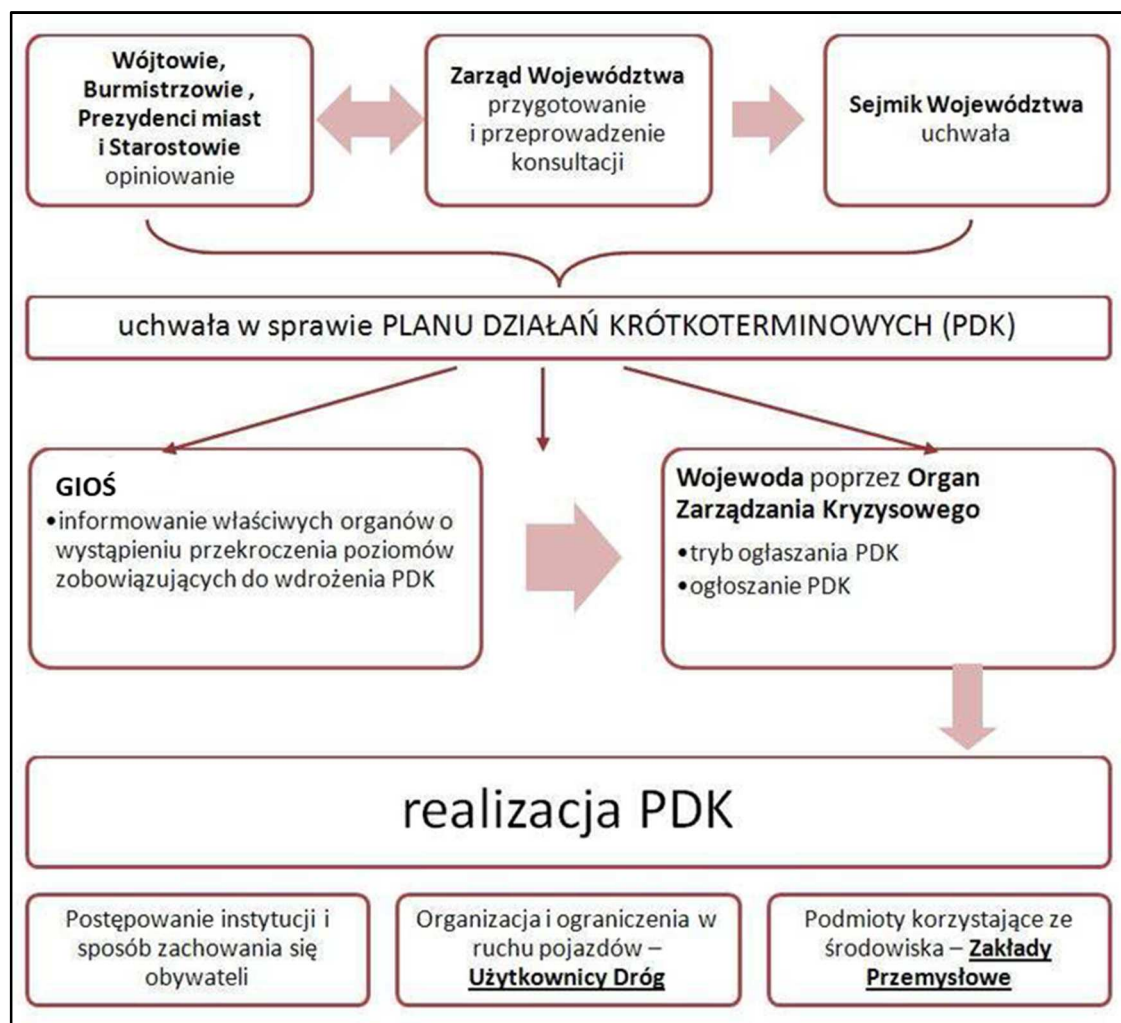 Wójtowie,
Burmistrzowie ,
Prezydenci miast
i Starostowie
opiniowanie
Zarząd Województwa
przygotowanie
i przeprowadzenie
konsultacji
Sejmik Województwa
uchwała
uchwała w sprawie PLANU DZIAŁAŃ KRÓTKOTERMINOWYCH (PDK)
GIOŚ
•informowanie właściwych organów o
wystąpieniu przekroczenia poziomów
zobowiązujących do wdrożenia PDK
Wojewoda poprzez Organ
Zarządzania Kryzysowego
•tryb ogłaszania PDK
•ogłoszanie PDK
realizacja PDK
Postępowanie instytucji i
sposób zachowania się
obywateli
Organizacja i ograniczenia w
ruchu pojazdów –
Użytkownicy Dróg
Podmioty korzystające ze
środowiska – Zakłady
Przemysłowe